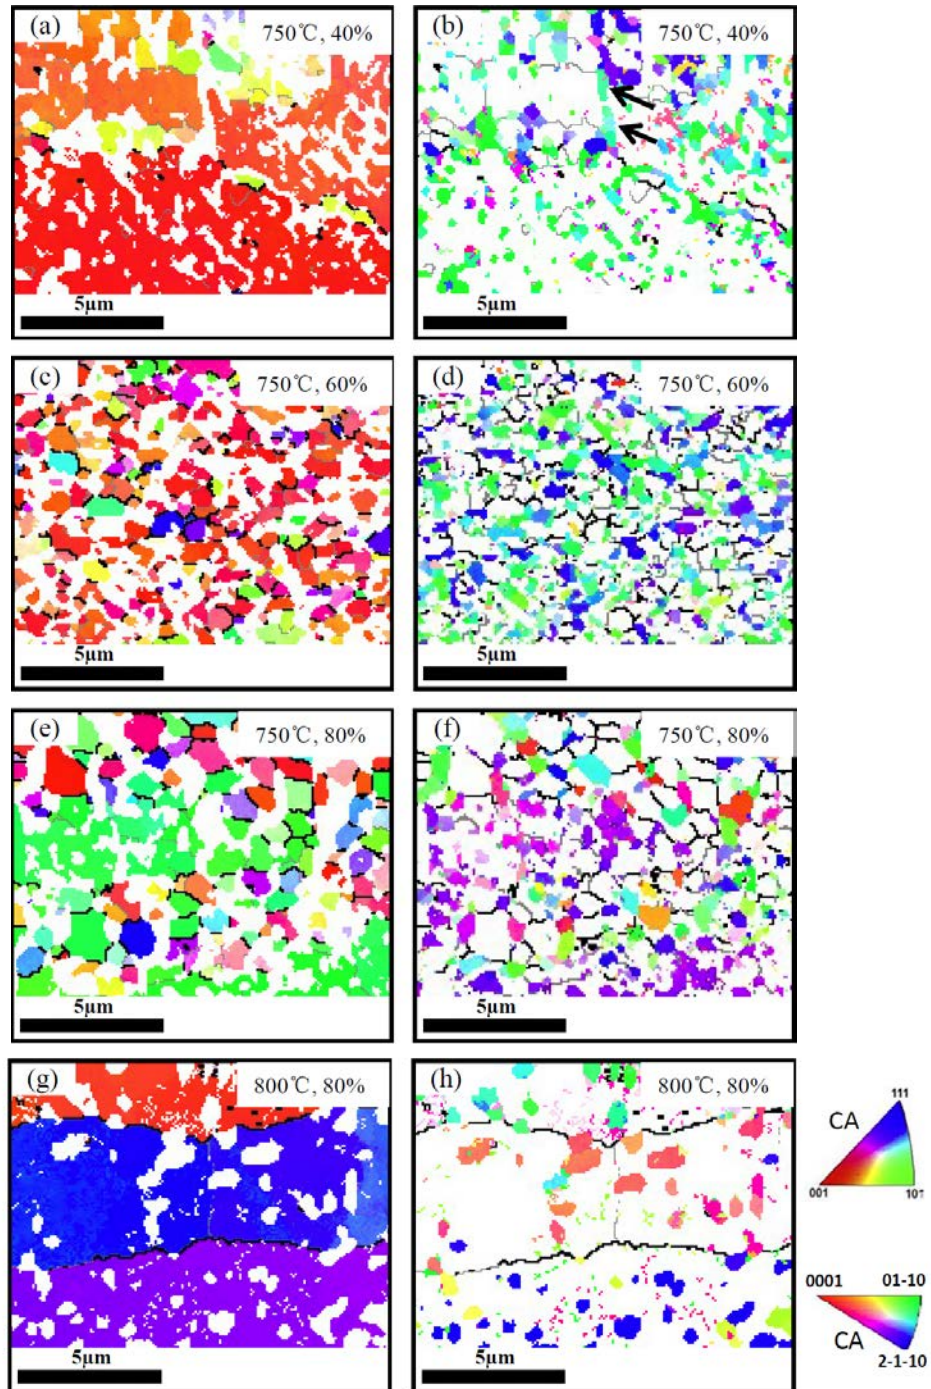 (a) 750℃, 40%
5μm
(b) 750℃, 40%
5μm
(c) 750℃, 60%
5μm
(d) 750℃, 60%
5μm
(e) 750℃, 80%
5μm
(f) 750℃, 80%
5μm
(g) 800℃, 80%
5μm
(h) 800℃, 80%
5μm
111
CA
001 101
0001 01-10
CA
2-1-10